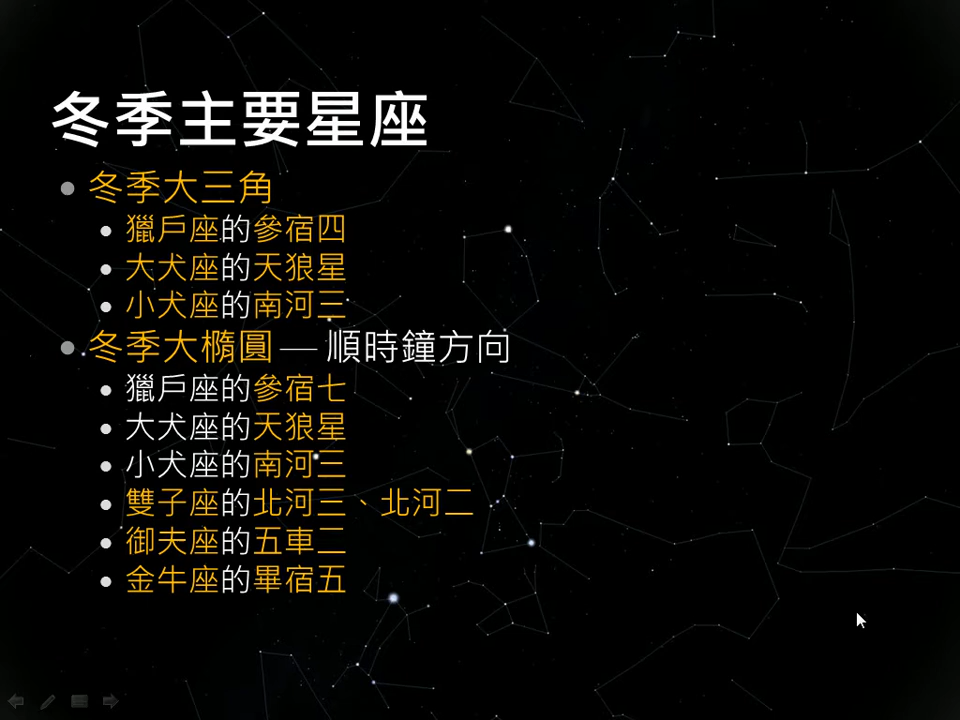 冬季主要星座
冬季大三角
獵戶座的參宿四
大犬座的天狼星
小犬座的南河三
冬季大橢圓 — 順時鐘方向
獵戶座的參宿七
大犬座的天狼星
小犬座的南河三
雙子座的北河三、北河二
御夫座的五車二
金牛座的畢宿五